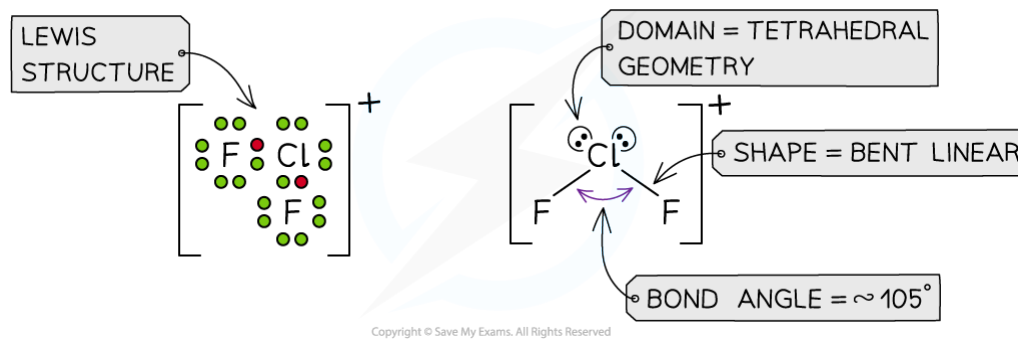 LEWIS
STRUCTURE
DOMAIN = TETRAHEDRAL
GEOMETRY
+
F Cl
F
+
Cl
F F
SHAPE = BENT LINEAR
BOND ANGLE = ~105°
Copyright © Save My Exams. All Rights Reserved